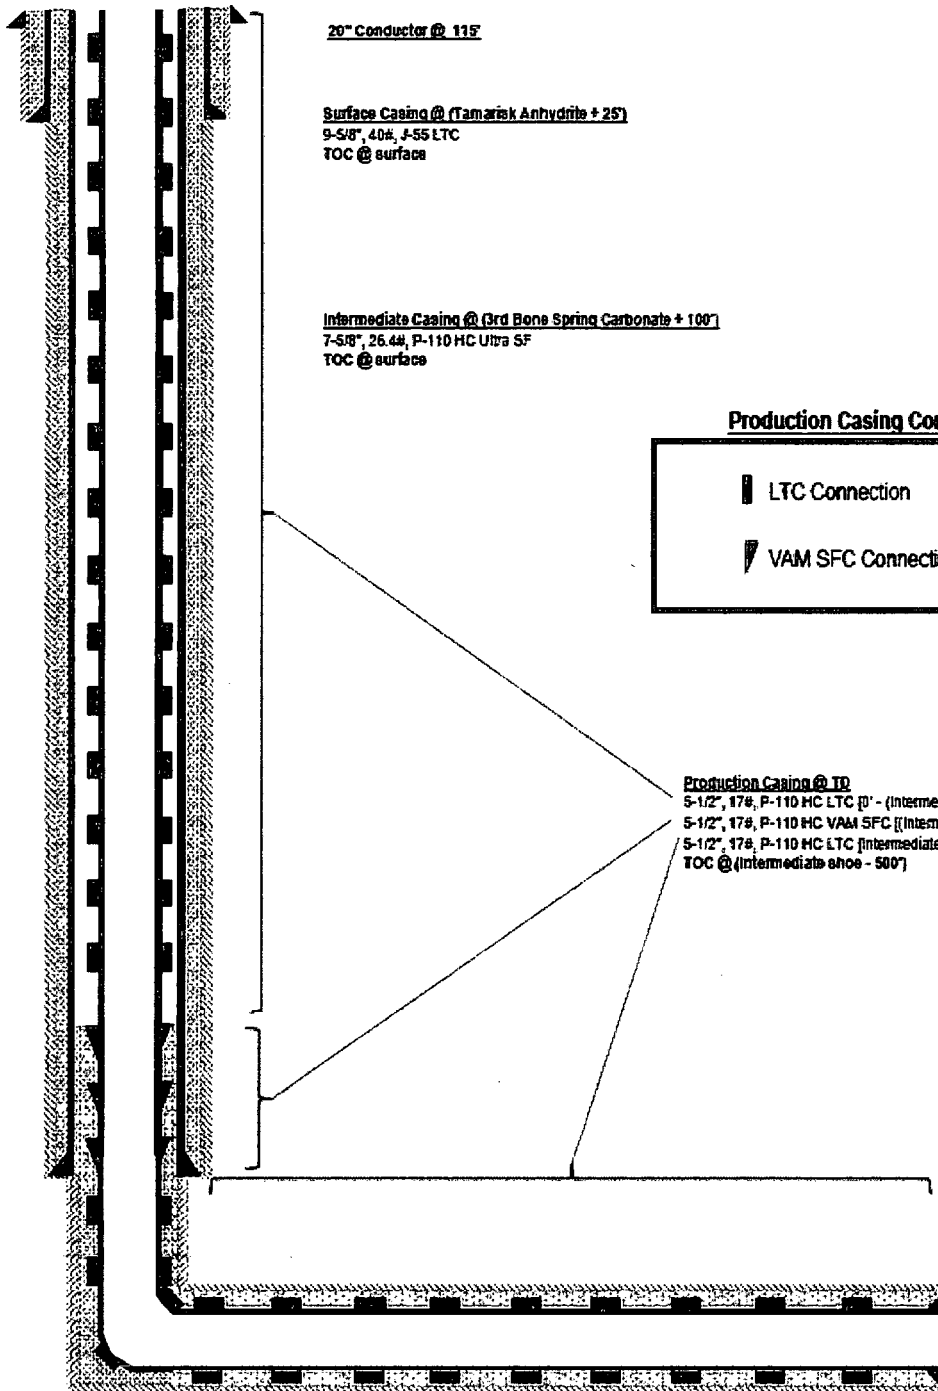 20" Conductor @ 115'
Surface Casing @ (Tamarisk Anhydrite + 25')
9-5/8", 40#, J-55 LTC
TOC @ surface
Intermediate Casing @ (3rd Bone Spring Carbonate + 100')
7-5/8", 26.4#, P-110 HC Ultra SF
TOC @ surface
Production Casing Co
LTC Connection
VAM SFC Connecti
Production Casing @ TD
5-1/2", 17#, P-110 HC LTC [0' - (Interme
5-1/2", 17#, P-110 HC VAM SFC [(Interm
5-1/2", 17#, P-110 HC LTC [Intermediate
TOC @ (Intermediate shoe - 500')